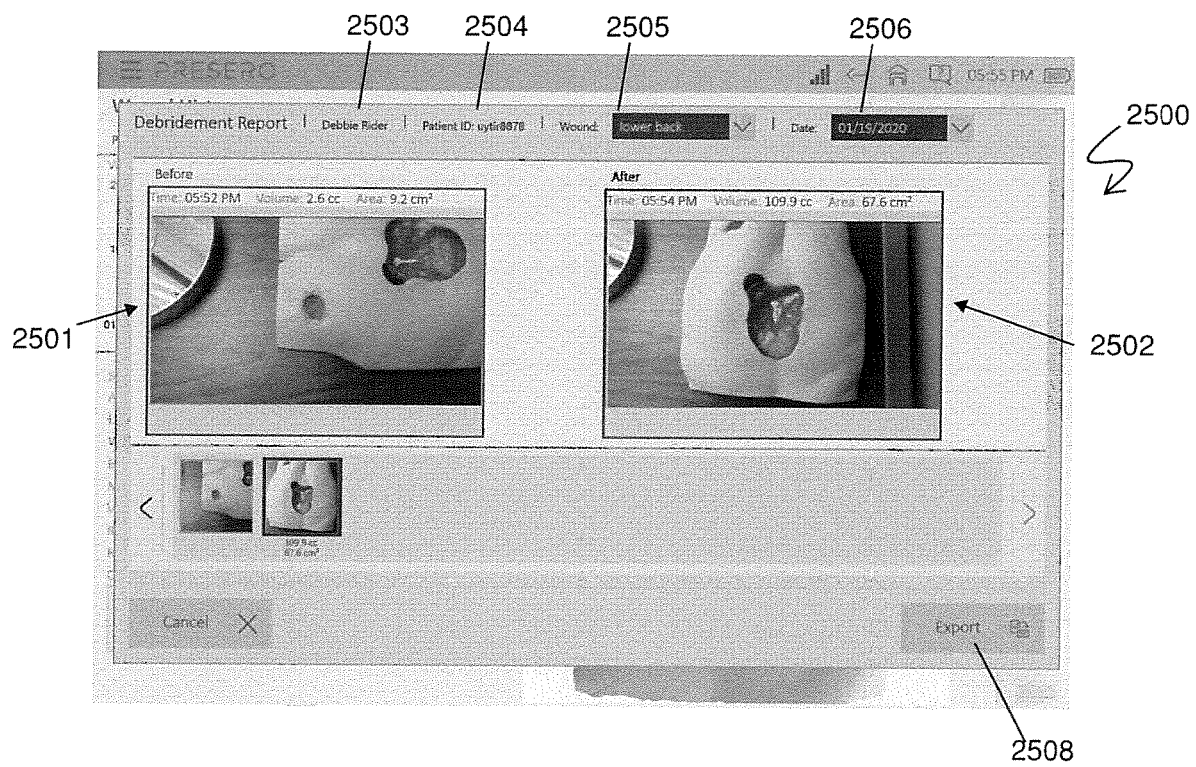 2503 2504 2505 2506
PRESERO 05:55 PM
2500
Debridement Report | Debbie Rider | Patient ID: uytir8878 | Wound: lower back | Date: 01/19/2020
Before After
Time: 05:52 PM Volume: 2.6 cc Area: 9.2 cm² Time: 05:54 PM Volume: 109.9 cc Area: 67.6 cm²
2501 2502
109.9 cc
67.6 cm²
Cancel Export
2508